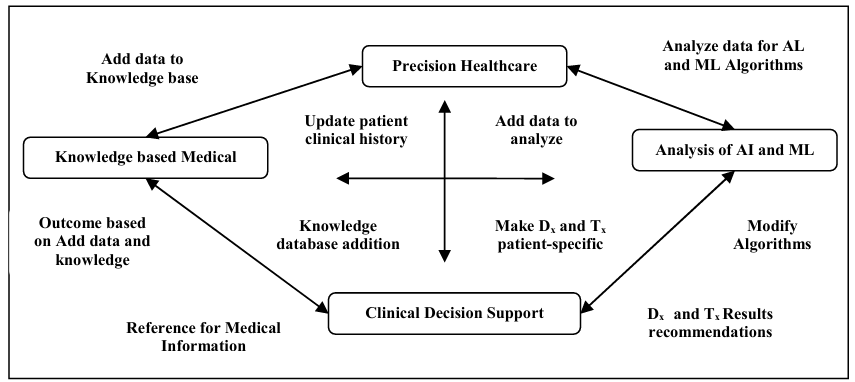 Add data to
Knowledge base
Precision Healthcare
Analyze data for AL
and ML Algorithms
Update patient
clinical history
Add data to
analyze
Knowledge based Medical
Analysis of AI and ML
Outcome based
on Add data and
knowledge
Knowledge
database addition
Make Dₓ and Tₓ
patient-specific
Modify
Algorithms
Clinical Decision Support
Reference for Medical
Information
Dₓ and Tₓ Results
recommendations